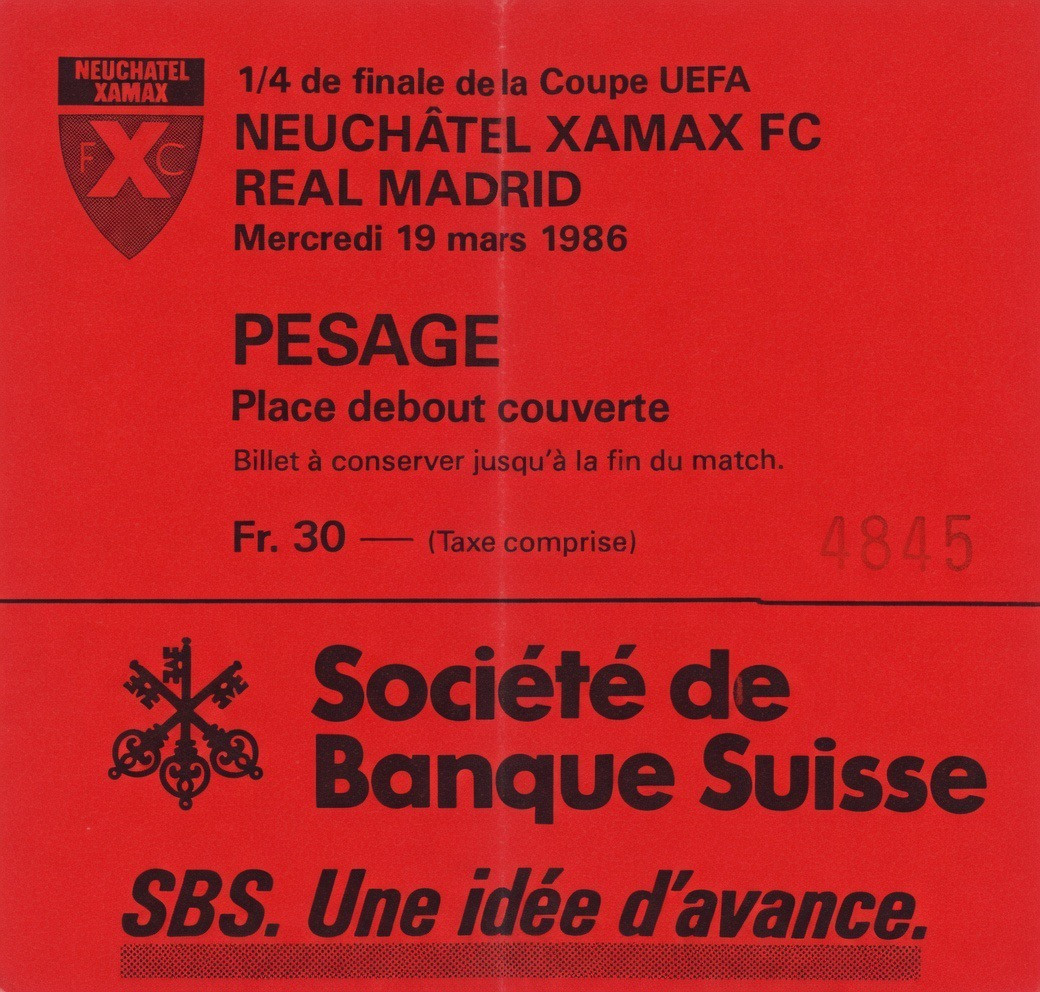 NEUCHATEL
XAMAX
F X C
1/4 de finale de la Coupe UEFA
NEUCHÂTEL XAMAX FC
REAL MADRID
Mercredi 19 mars 1986
PESAGE
Place debout couverte
Billet à conserver jusqu'à la fin du match.
Fr. 30 — (Taxe comprise)
4845
Société de
Banque Suisse
SBS. Une idée d'avance.